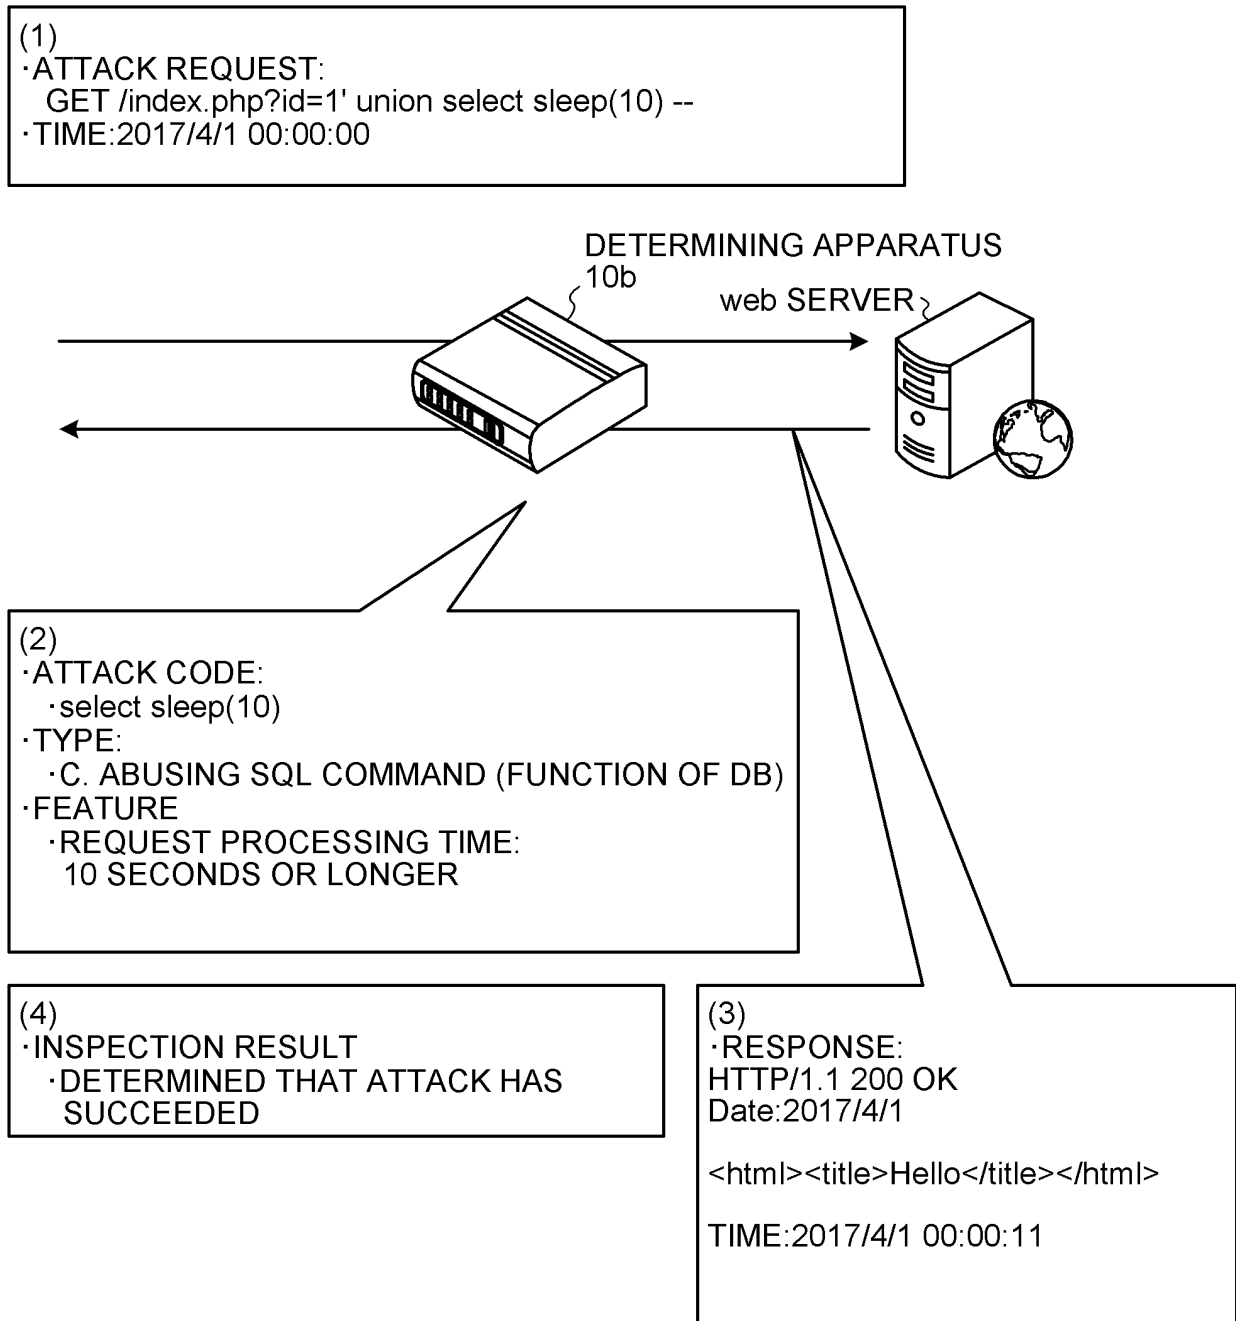 (1)
·ATTACK REQUEST:
GET /index.php?id=1' union select sleep(10) --
·TIME:2017/4/1 00:00:00
DETERMINING APPARATUS
10b
web SERVER
(2)
·ATTACK CODE:
·select sleep(10)
·TYPE:
·C. ABUSING SQL COMMAND (FUNCTION OF DB)
·FEATURE
·REQUEST PROCESSING TIME:
10 SECONDS OR LONGER
(4)
·INSPECTION RESULT
·DETERMINED THAT ATTACK HAS
SUCCEEDED
(3)
·RESPONSE:
HTTP/1.1 200 OK
Date:2017/4/1
<html><title>Hello</title></html>
TIME:2017/4/1 00:00:11